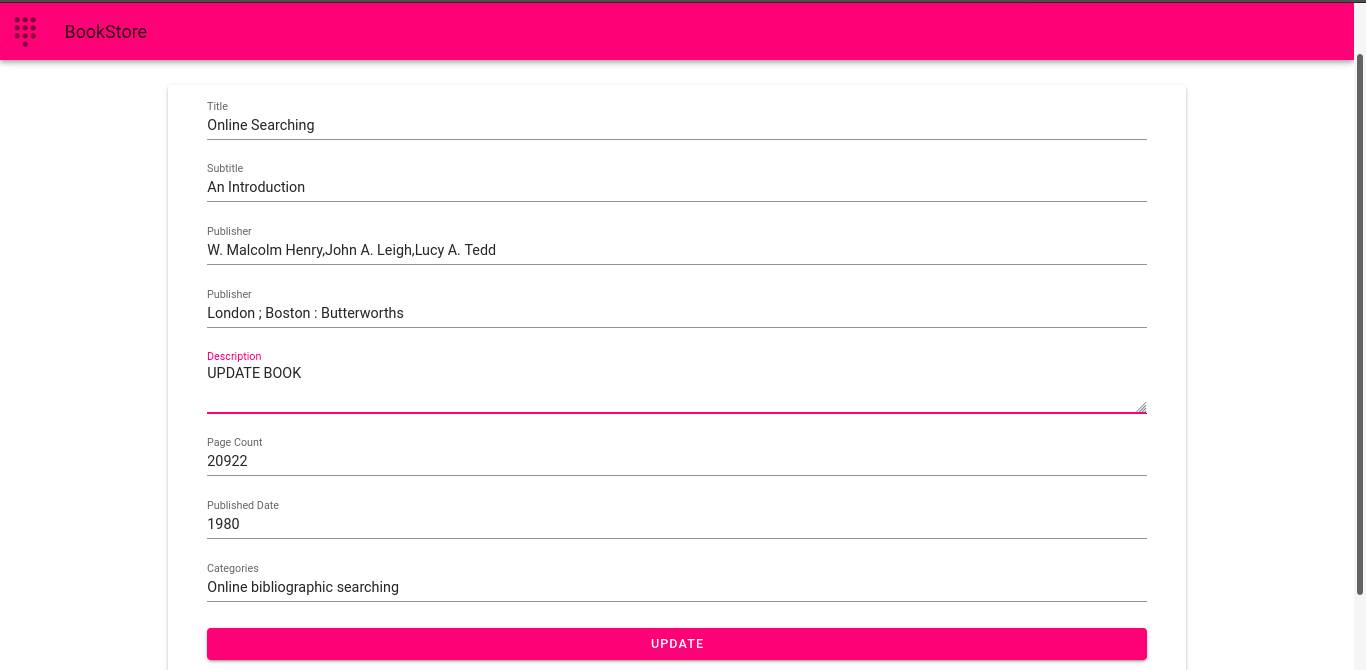 BookStore
Title
Online Searching
Subtitle
An Introduction
Publisher
W. Malcolm Henry,John A. Leigh,Lucy A. Tedd
Publisher
London ; Boston : Butterworths
Description
UPDATE BOOK
Page Count
20922
Published Date
1980
Categories
Online bibliographic searching
UPDATE